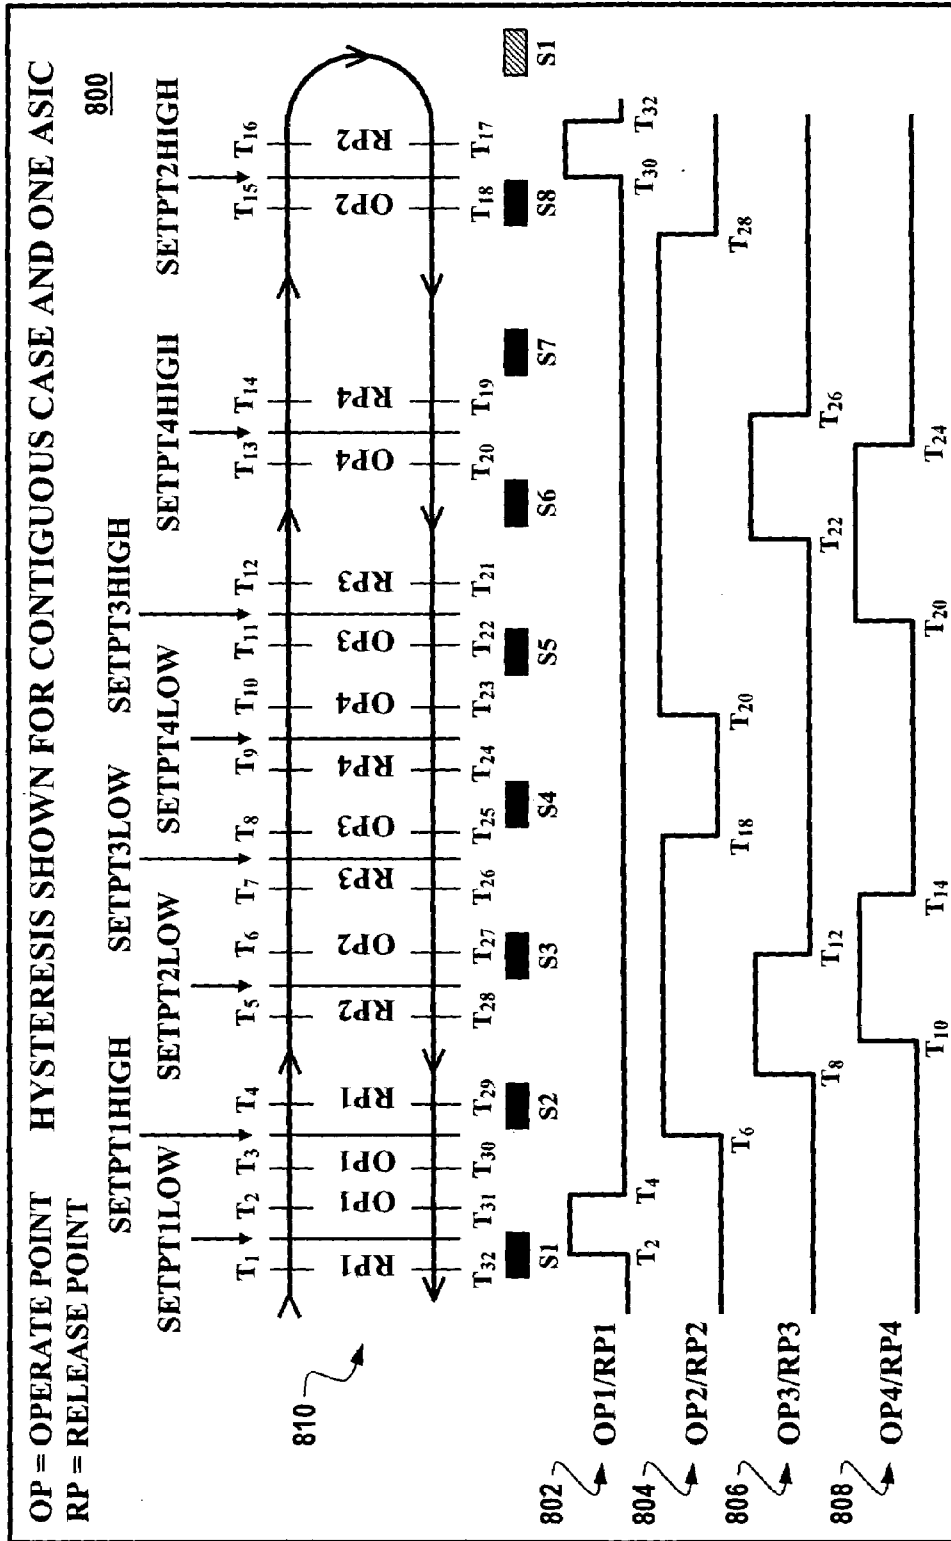 OP = OPERATE POINT HYSTERESIS SHOWN FOR CONTIGUOUS CASE AND ONE ASIC
RP = RELEASE POINT
800
SETPT1HIGH SETPT3LOW SETPT3HIGH
SETPT1LOW SETPT2LOW SETPT4LOW SETPT4HIGH SETPT2HIGH
T1 T2 T3 T4 T5 T6 T7 T8 T9 T10 T11 T12 T13 T14 T15 T16
810
RP1 OP1 OP1 RP1 RP2 OP2 RP3 OP3 RP4 OP4 OP3 RP3 OP4 RP4 OP2 RP2
T32 T31 T30 T29 T28 T27 T26 T25 T24 T23 T22 T21 T20 T19 T18 T17
S1 S2 S3 S4 S5 S6 S7 S8 S1
802 OP1/RP1
T2 T4 T30 T32
804 OP2/RP2
T6 T18 T20 T28
806 OP3/RP3
T8 T12 T22 T26
808 OP4/RP4
T10 T14 T20 T24